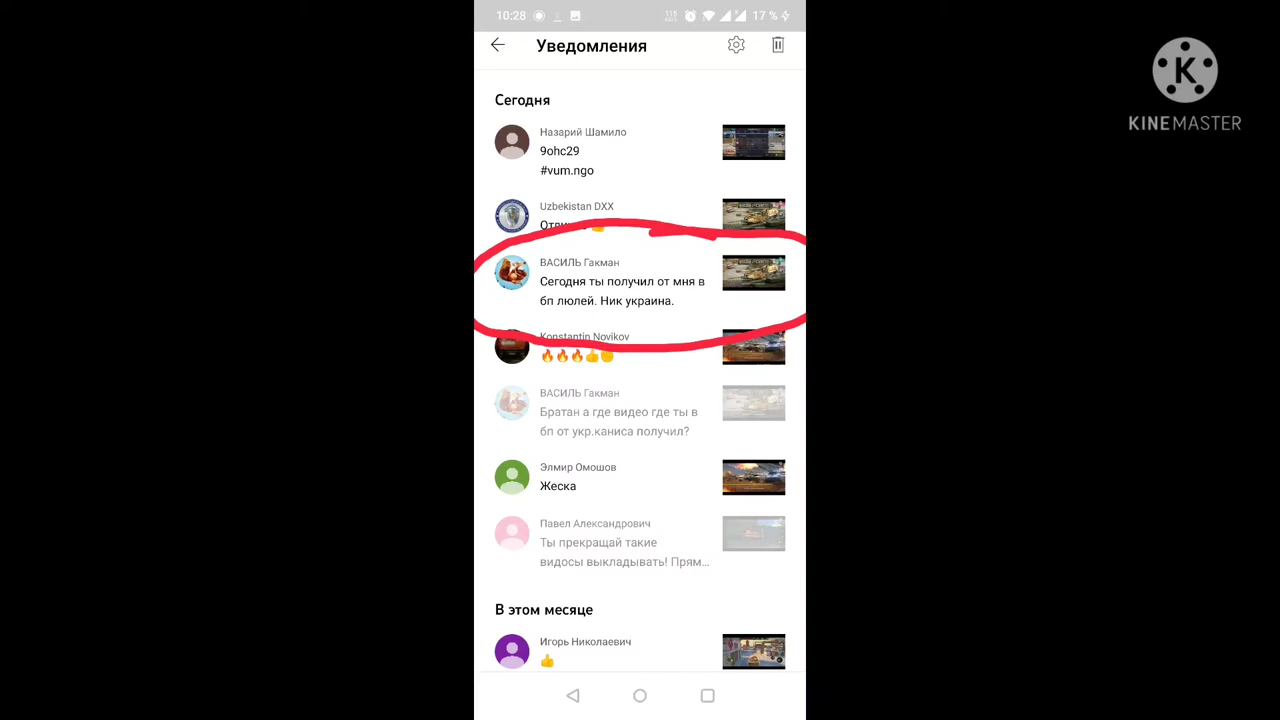 10:28
115
17 %
Уведомления
Сегодня
Назарий Шамило
9ohc29
#vum.ngo
Uzbekistan DXX
ВАСИЛЬ Гакман
Сегодня ты получил от мня в
бп люлей. Ник украина.
Konstantin Novikov
ВАСИЛЬ Гакман
Братан а где видео где ты в
бп от укр.каниса получил?
Элмир Омошов
Жеска
Павел Александрович
Ты прекращай такие
видосы выкладывать! Прям...
В этом месяце
Игорь Николаевич
K
KINEMASTER